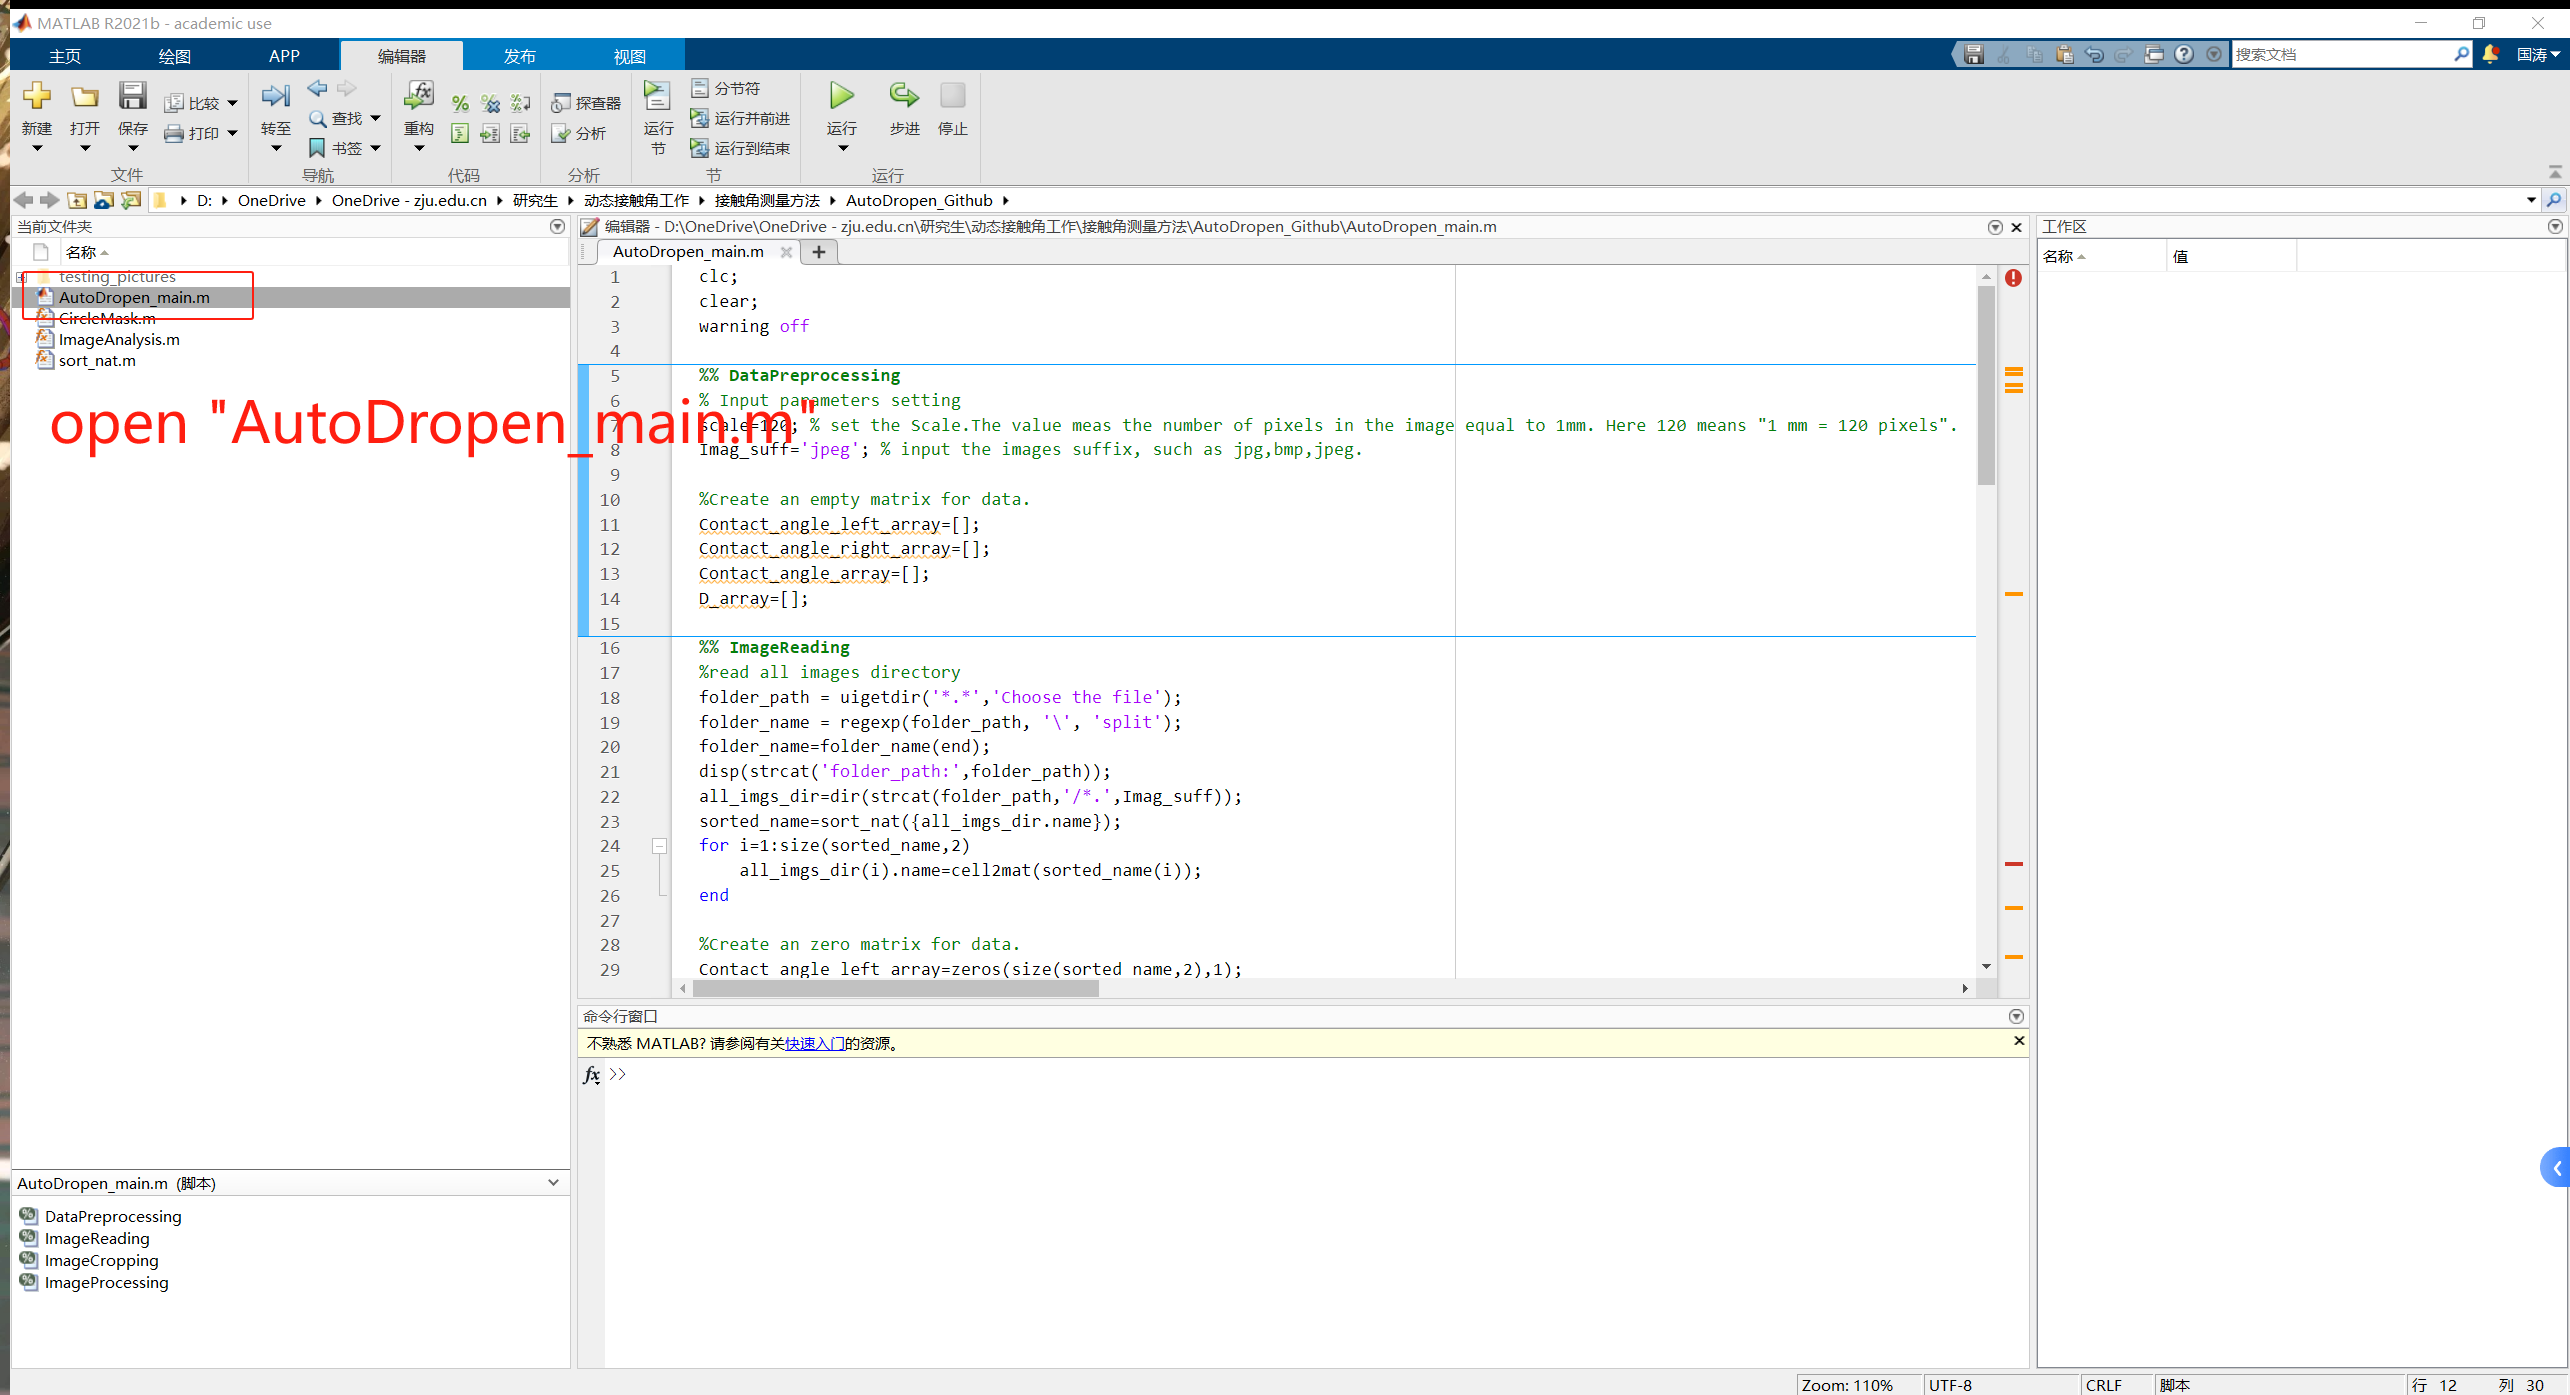 MATLAB R2021b - academic use
主页 绘图 APP 编辑器 发布 视图
搜索文档 国涛
新建 打开 保存 比较 打印 转至 查找 书签 重构 探查器 分析 运行节 分节符 运行并前进 运行到结束 运行 步进 停止
文件 导航 代码 分析 节 运行
D: OneDrive OneDrive - zju.edu.cn 研究生 动态接触角工作 接触角测量方法 AutoDropen_Github
当前文件夹
名称
testing_pictures
AutoDropen_main.m
CircleMask.m
ImageAnalysis.m
sort_nat.m
open "AutoDropen_main.m"
AutoDropen_main.m (脚本)
DataPreprocessing
ImageReading
ImageCropping
ImageProcessing
编辑器 - D:\OneDrive\OneDrive - zju.edu.cn\研究生\动态接触角工作\接触角测量方法\AutoDropen_Github\AutoDropen_main.m
AutoDropen_main.m
1 clc;
2 clear;
3 warning off
4
5 %% DataPreprocessing
6 % Input parameters setting
7 scale=120; % set the Scale.The value meas the number of pixels in the image equal to 1mm. Here 120 means "1 mm = 120 pixels".
8 Imag_suff='jpeg'; % input the images suffix, such as jpg,bmp,jpeg.
9
10 %Create an empty matrix for data.
11 Contact_angle_left_array=[];
12 Contact_angle_right_array=[];
13 Contact_angle_array=[];
14 D_array=[];
15
16 %% ImageReading
17 %read all images directory
18 folder_path = uigetdir('*.*','Choose the file');
19 folder_name = regexp(folder_path, '\', 'split');
20 folder_name=folder_name(end);
21 disp(strcat('folder_path:',folder_path));
22 all_imgs_dir=dir(strcat(folder_path,'/*.',Imag_suff));
23 sorted_name=sort_nat({all_imgs_dir.name});
24 for i=1:size(sorted_name,2)
25 all_imgs_dir(i).name=cell2mat(sorted_name(i));
26 end
27
28 %Create an zero matrix for data.
29 Contact_angle_left_array=zeros(size(sorted_name,2),1);
命令行窗口
不熟悉 MATLAB? 请参阅有关快速入门的资源。
fx >>
工作区
名称 值
Zoom: 110% UTF-8 CRLF 脚本 行 12 列 30